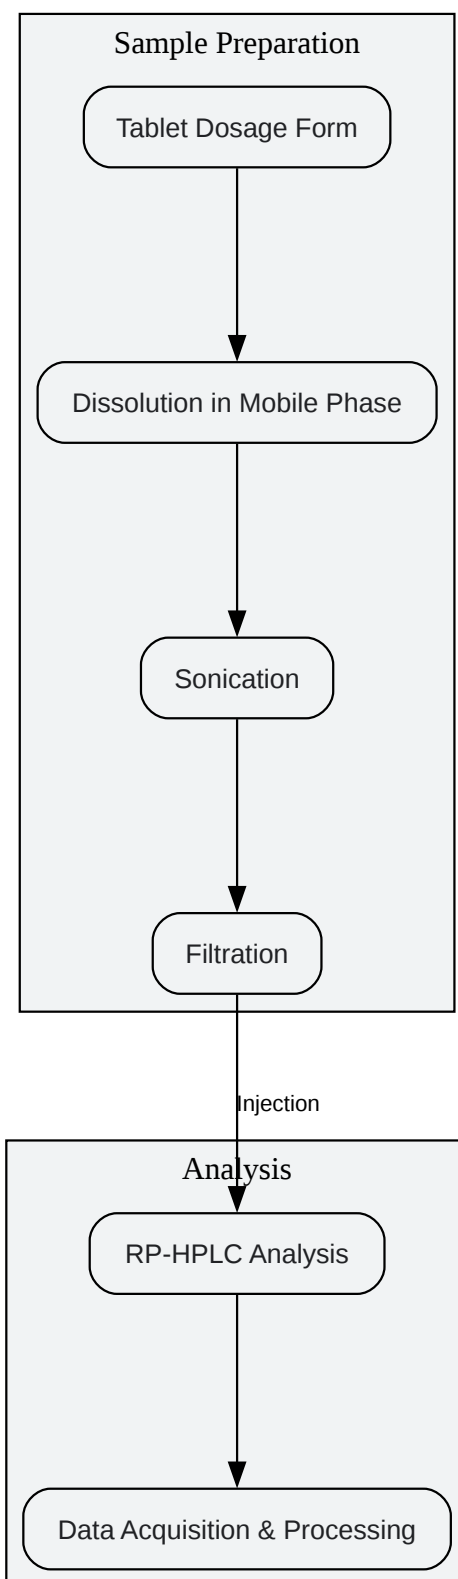 Sample Preparation
Tablet Dosage Form
Dissolution in Mobile Phase
Sonication
Filtration
Injection
Analysis
RP-HPLC Analysis
Data Acquisition & Processing